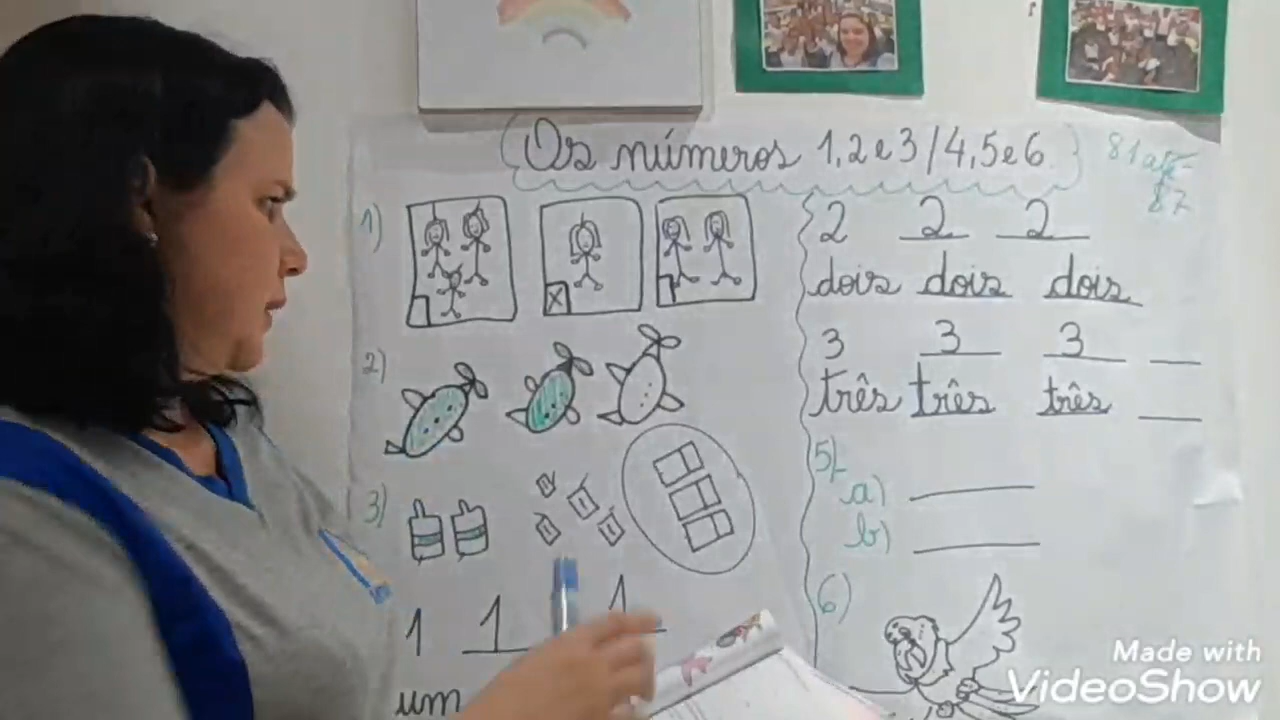 Os números 1, 2 e 3 / 4, 5 e 6
81 até
87
1)
2)
3)
1 1 1
um
2 2 2
dois dois dois
3 3 3
três três três
5)
a)
b)
6)
Made with
VideoShow